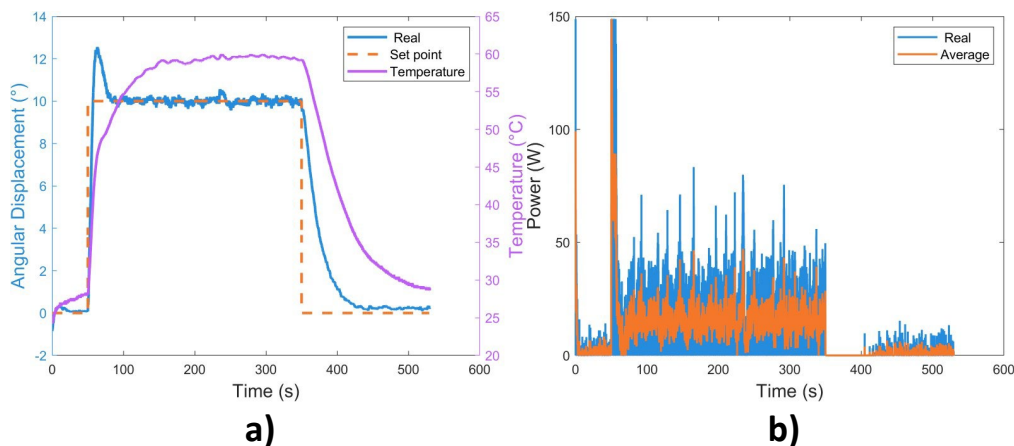 14
12
10
8
6
4
2
0
-2
Angular Displacement (°)
65
60
55
50
45
40
35
30
25
20
Temperature (°C)
0 100 200 300 400 500 600
Time (s)
Real
Set point
Temperature
a)
150
100
50
0
Power (W)
0 100 200 300 400 500 600
Time (s)
Real
Average
b)